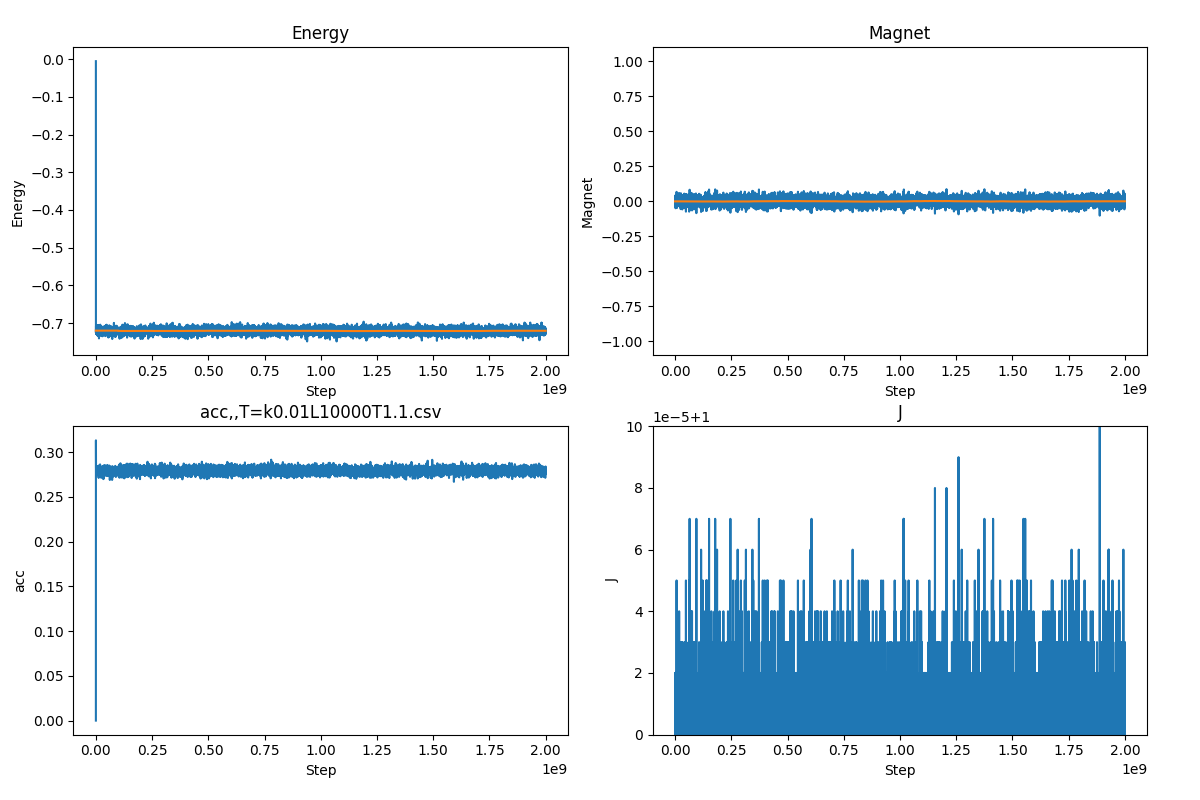 Energy
Energy
0.0
−0.1
−0.2
−0.3
−0.4
−0.5
−0.6
−0.7
0.00 0.25 0.50 0.75 1.00 1.25 1.50 1.75 2.00
Step
1e9
Magnet
Magnet
1.00
0.75
0.50
0.25
0.00
−0.25
−0.50
−0.75
−1.00
0.00 0.25 0.50 0.75 1.00 1.25 1.50 1.75 2.00
Step
1e9
acc,,T=k0.01L10000T1.1.csv
acc
0.30
0.25
0.20
0.15
0.10
0.05
0.00
0.00 0.25 0.50 0.75 1.00 1.25 1.50 1.75 2.00
Step
1e9
J
1e−5+1
J
10
8
6
4
2
0
0.00 0.25 0.50 0.75 1.00 1.25 1.50 1.75 2.00
Step
1e9